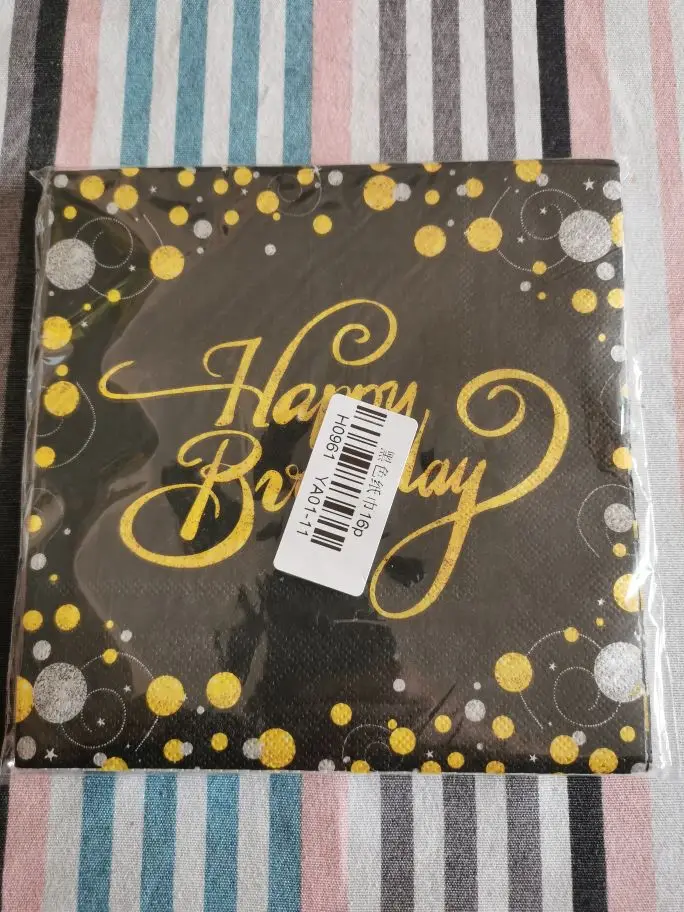 Happy
Birthday
黑色纸巾16p
H0961 YA01-11